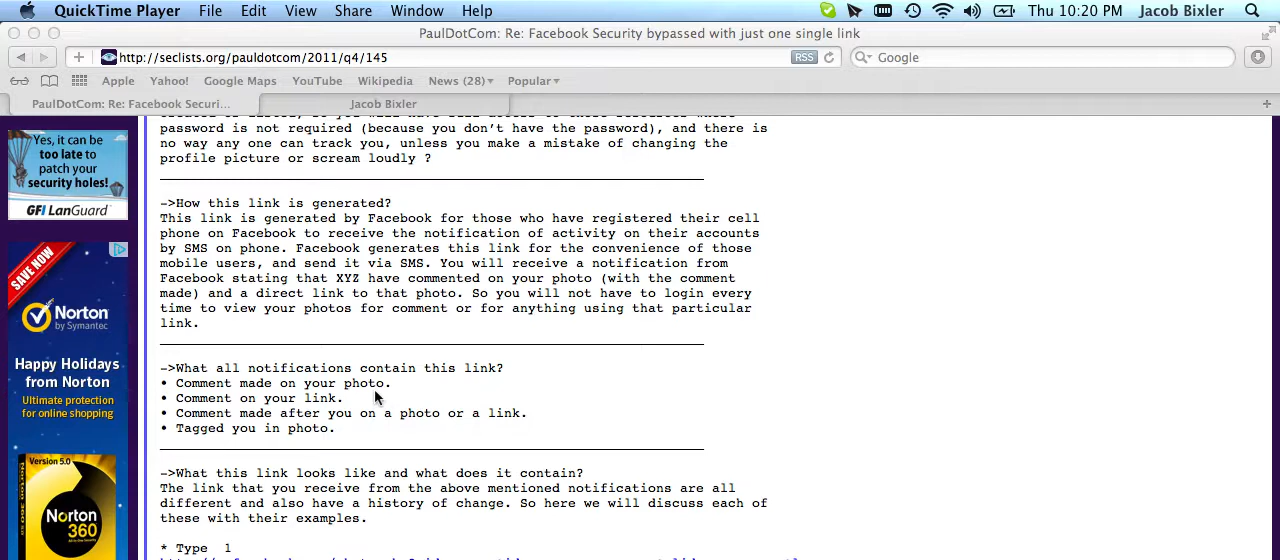 QuickTime Player File Edit View Share Window Help Thu 10:20 PM Jacob Bixler
PaulDotCom: Re: Facebook Security bypassed with just one single link
http://seclists.org/pauldotcom/2011/q4/145 RSS Google
Apple Yahoo! Google Maps YouTube Wikipedia News (28) Popular
PaulDotCom: Re: Facebook Securi... Jacob Bixler
Yes, it can be
too late to
patch your
security holes!
GFI LanGuard
SAVE NOW
Norton
by Symantec
Happy Holidays
from Norton
Ultimate protection
for online shopping
Version 5.0
Norton
360
password is not required (because you don't have the password), and there is
no way any one can track you, unless you make a mistake of changing the
profile picture or scream loudly ?
->How this link is generated?
This link is generated by Facebook for those who have registered their cell
phone on Facebook to receive the notification of activity on their accounts
by SMS on phone. Facebook generates this link for the convenience of those
mobile users, and send it via SMS. You will receive a notification from
Facebook stating that XYZ have commented on your photo (with the comment
made) and a direct link to that photo. So you will not have to login every
time to view your photos for comment or for anything using that particular
link.
->What all notifications contain this link?
• Comment made on your photo.
• Comment on your link.
• Comment made after you on a photo or a link.
• Tagged you in photo.
->What this link looks like and what does it contain?
The link that you receive from the above mentioned notifications are all
different and also have a history of change. So here we will discuss each of
these with their examples.
* Type 1